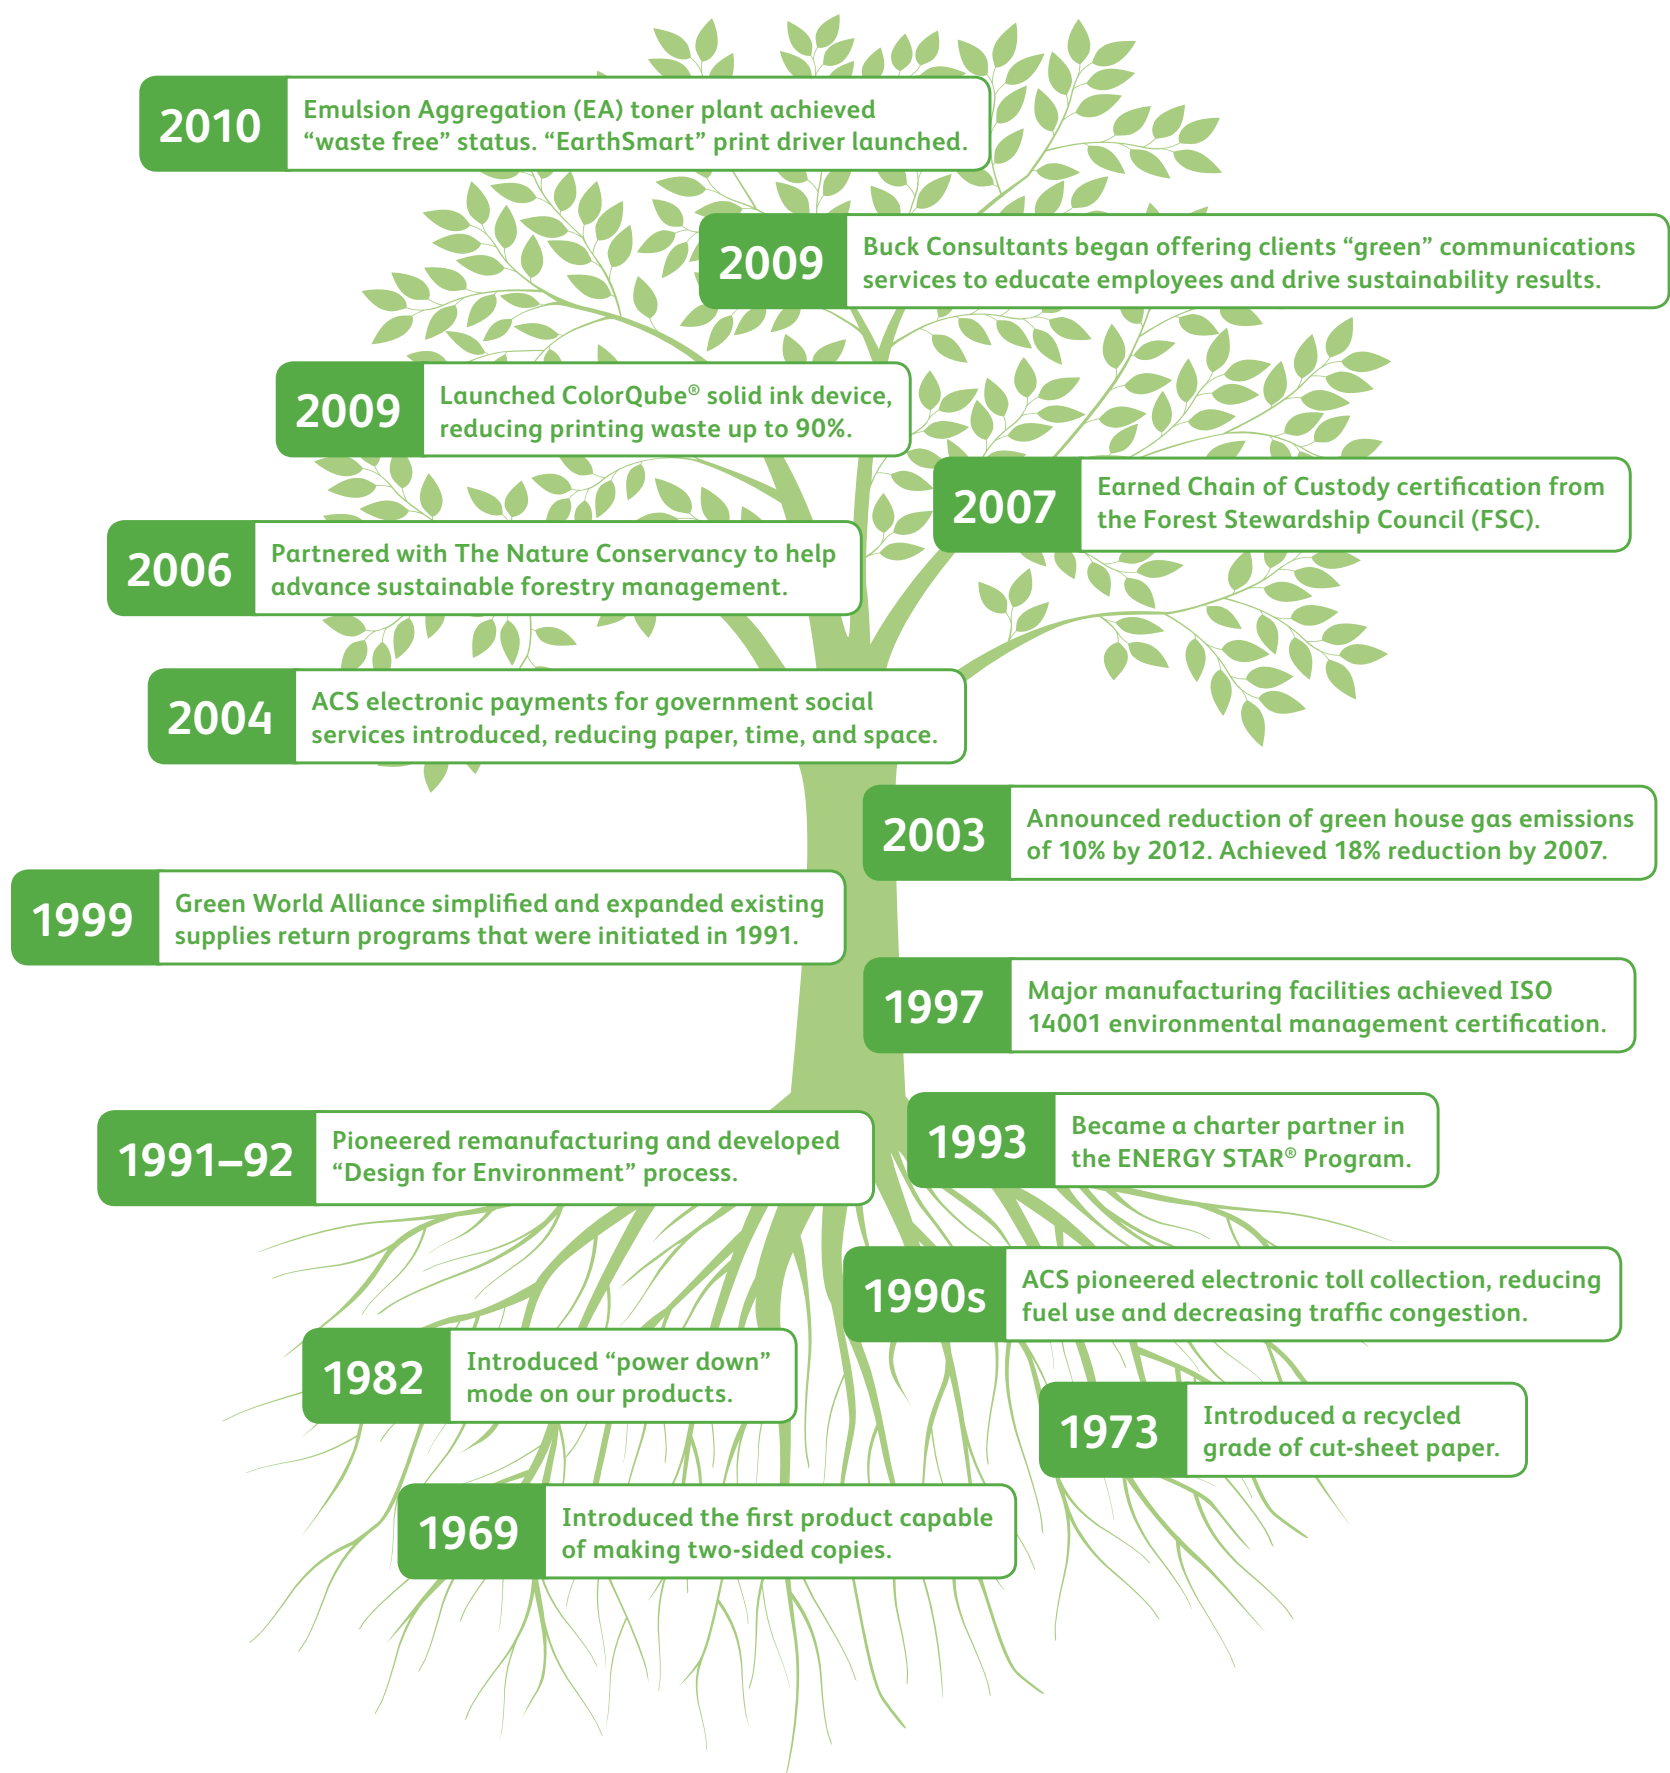 2010
Emulsion Aggregation (EA) toner plant achieved
“waste free” status. “EarthSmart” print driver launched.
2009
Buck Consultants began offering clients “green” communications
services to educate employees and drive sustainability results.
2009
Launched ColorQube® solid ink device,
reducing printing waste up to 90%.
2007
Earned Chain of Custody certification from
the Forest Stewardship Council (FSC).
2006
Partnered with The Nature Conservancy to help
advance sustainable forestry management.
2004
ACS electronic payments for government social
services introduced, reducing paper, time, and space.
2003
Announced reduction of green house gas emissions
of 10% by 2012. Achieved 18% reduction by 2007.
1999
Green World Alliance simplified and expanded existing
supplies return programs that were initiated in 1991.
1997
Major manufacturing facilities achieved ISO
14001 environmental management certification.
1993
Became a charter partner in
the ENERGY STAR® Program.
1991–92
Pioneered remanufacturing and developed
“Design for Environment” process.
1990s
ACS pioneered electronic toll collection, reducing
fuel use and decreasing traffic congestion.
1982
Introduced “power down”
mode on our products.
1973
Introduced a recycled
grade of cut-sheet paper.
1969
Introduced the first product capable
of making two-sided copies.